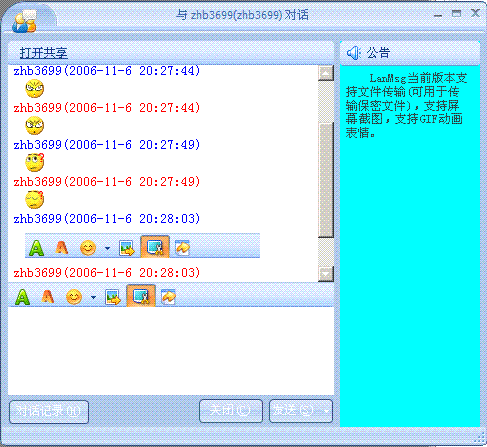 与 zhb3699(zhb3699) 对话
打开共享
公告
zhb3699(2006-11-6 20:27:44)
zhb3699(2006-11-6 20:27:44)
zhb3699(2006-11-6 20:27:49)
zhb3699(2006-11-6 20:27:49)
zhb3699(2006-11-6 20:28:03)
A A
zhb3699(2006-11-6 20:28:03)
A A
LanMsg当前版本支
持文件传输(可用于传
输保密文件)，支持屏
幕截图，支持GIF动画
表情。
对话记录(H) 关闭(C) 发送(S)